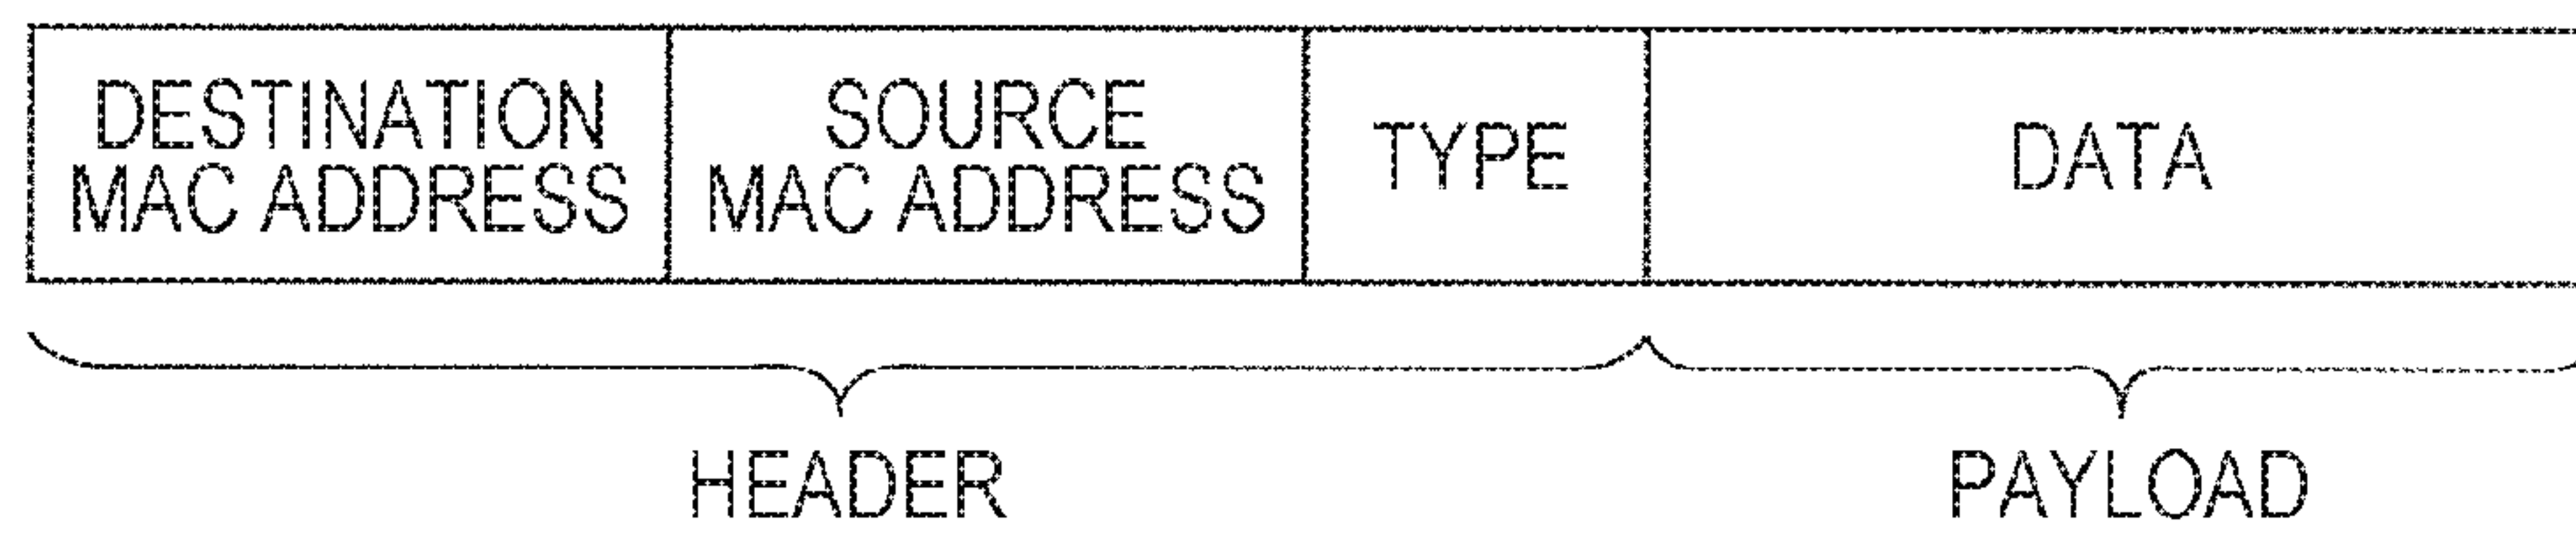 DESTINATION
MAC ADDRESS
SOURCE
MAC ADDRESS
TYPE
DATA
HEADER
PAYLOAD